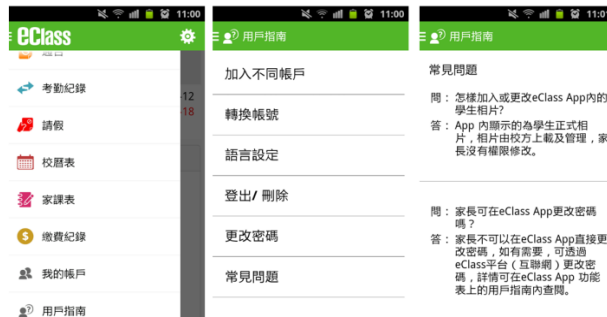 11:00
eClass
考勤紀錄
-12
-18
請假
校曆表
家課表
繳費紀錄
我的帳戶
用戶指南
11:00
用戶指南
加入不同帳戶
轉換帳號
語言設定
登出/ 刪除
更改密碼
常見問題
11:01
用戶指南
常見問題
問： 怎樣加入或更改eClass App內的
學生相片?
答： App 內顯示的為學生正式相
片，相片由校方上載及管理，家
長沒有權限修改。
問： 家長可在eClass App更改密碼
嗎？
答： 家長不可以在eClass App直接更
改密碼，如有需要，可透過
eClass平台（互聯網）更改密
碼，詳情可在eClass App 功能
表上的用戶指南內查閱。